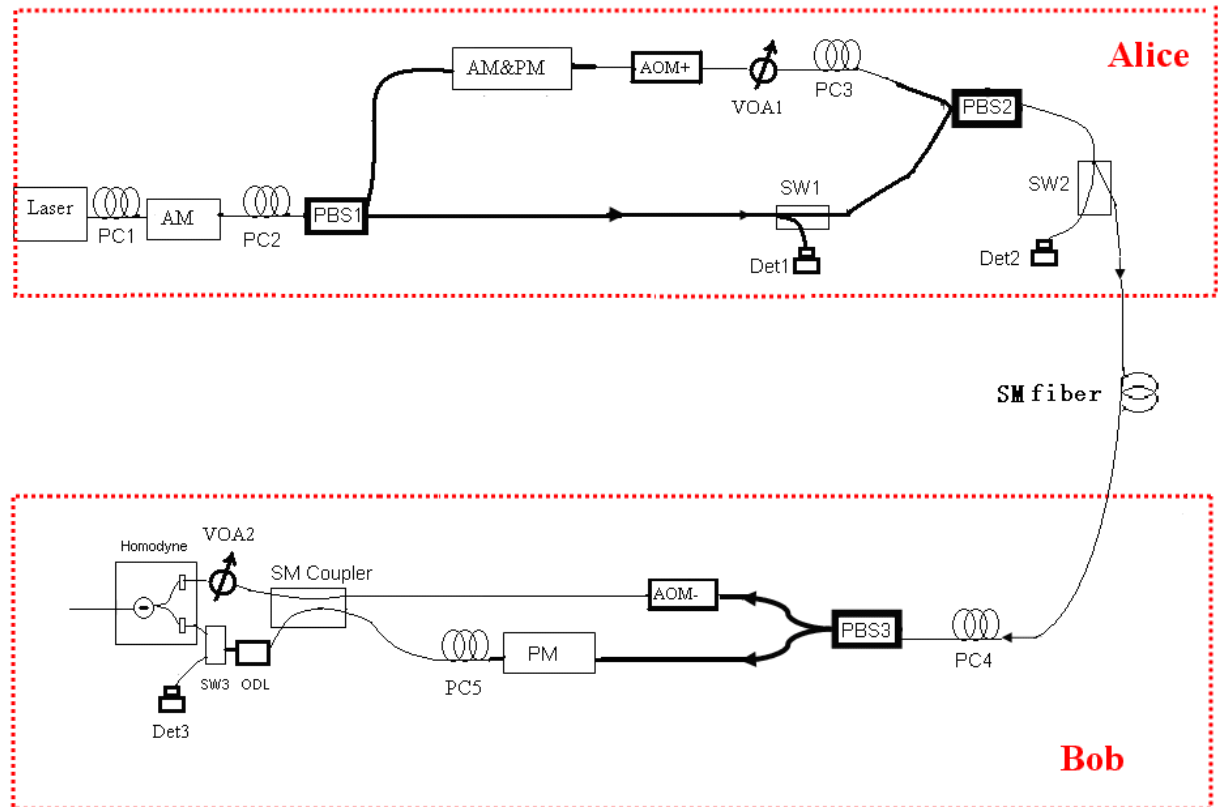 Alice
AM&PM
AOM+
VOA1
PC3
PBS2
Laser
PC1
AM
PC2
PBS1
SW1
Det1
SW2
Det2
SM fiber
Homodyne
VOA2
SM Coupler
AOM-
PBS3
PC4
PM
PC5
SW3
ODL
Det3
Bob